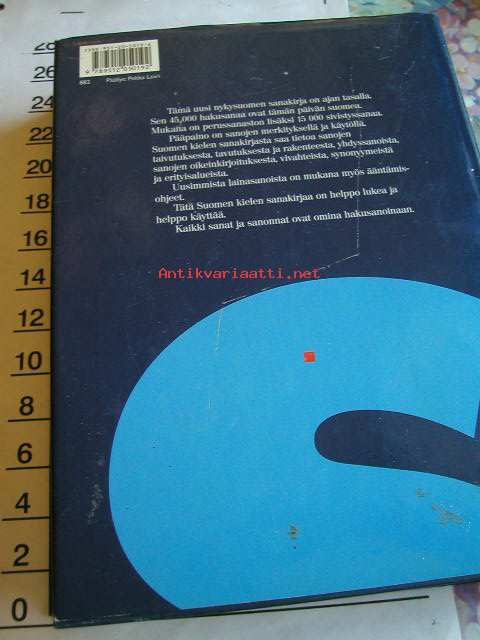 9789512030192
682 Päällys: Pekka Louri
Tämä uusi nykysuomen sanakirja on ajan tasalla.
Sen 45,000 hakusanaa ovat tämän päivän suomea.
Mukana on perussanaston lisäksi 15 000 sivistyssanaa.
Pääpaino on sanojen merkityksellä ja käytöllä.
Suomen kielen sanakirjasta saa tietoa sanojen
taivutuksesta, tavutuksesta ja rakenteesta, yhdyssanoista,
sanojen oikeinkirjoituksesta, vivahteista, synonyymeistä
ja erityisalueista.
Uusimmista lainasanoista on mukana myös ääntämis-
ohjeet.
Tätä Suomen kielen sanakirjaa on helppo lukea ja
helppo käyttää.
Kaikki sanat ja sanonnat ovat omina hakusanoinaan.
Antikvariaatti.net
28
26
24
22
20
18
16
14
12
10
8
6
4
2
0